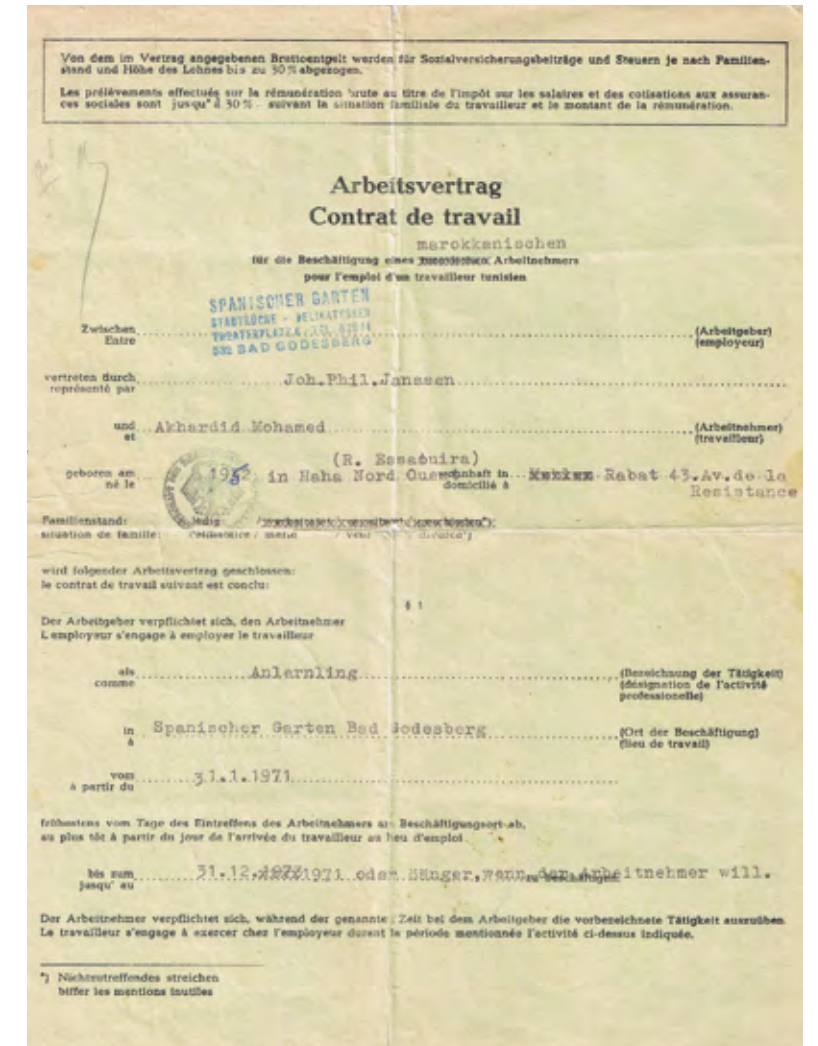 Von dem im Vertrag angegebenen Bruttoentgelt werden für Sozialversicherungsbeiträge und Steuern je nach Familien-
stand und Höhe des Lohnes bis zu 30 % abgezogen.
Les prélèvements effectués sur la rémunération brute au titre de l'impôt sur les salaires et des cotisations aux assuran-
ces sociales sont jusqu'à 30 % suivant la situation familiale du travailleur et le montant de la rémunération.
Arbeitsvertrag
Contrat de travail
marokkanischen
für die Beschäftigung eines Arbeitnehmers
pour l'emploi d'un travailleur tunisien
SPANISCHER GARTEN
STADTKÜCHE - DELIKATESSEN
THEATERPLATZ
532 BAD GODESBERG
Zwischen (Arbeitgeber)
Entre (employeur)
vertreten durch Joh.Phil.Janssen
représenté par
und Akhardid Mohamed (Arbeitnehmer)
et (travailleur)
(R. Essaouira)
geboren am 1952 in Haha Nord wohnhaft in Rabat 43.Av.de la
né le domicilié à Resistance
Familienstand: ledig
situation de famille: célibataire / marié / veuf / divorcé*)
wird folgender Arbeitsvertrag geschlossen:
le contrat de travail suivant est conclu:
§ 1
Der Arbeitgeber verpflichtet sich, den Arbeitnehmer
L employeur s'engage à employer le travailleur
als Anlernling (Bezeichnung der Tätigkeit)
comme (désignation de l'activité
professionelle)
in Spanischer Garten Bad Godesberg (Ort der Beschäftigung)
à (lieu de travail)
vom 31.1.1971
à partir du
frühestens vom Tage des Eintreffens des Arbeitnehmers am Beschäftigungsort ab,
au plus tôt à partir du jour de l'arrivée du travailleur au lieu d'emploi
bis zum 31.12.1971 oder länger,wenn der Arbeitnehmer will.
jusqu' au
Der Arbeitnehmer verpflichtet sich, während der genannte Zeit bei dem Arbeitgeber die vorbezeichnete Tätigkeit auszuüben
Le travailleur s'engage à exercer chez l'employeur durant la période mentionnée l'activité ci-dessus indiquée.
*) Nichtzutreffendes streichen
biffer les mentions inutiles